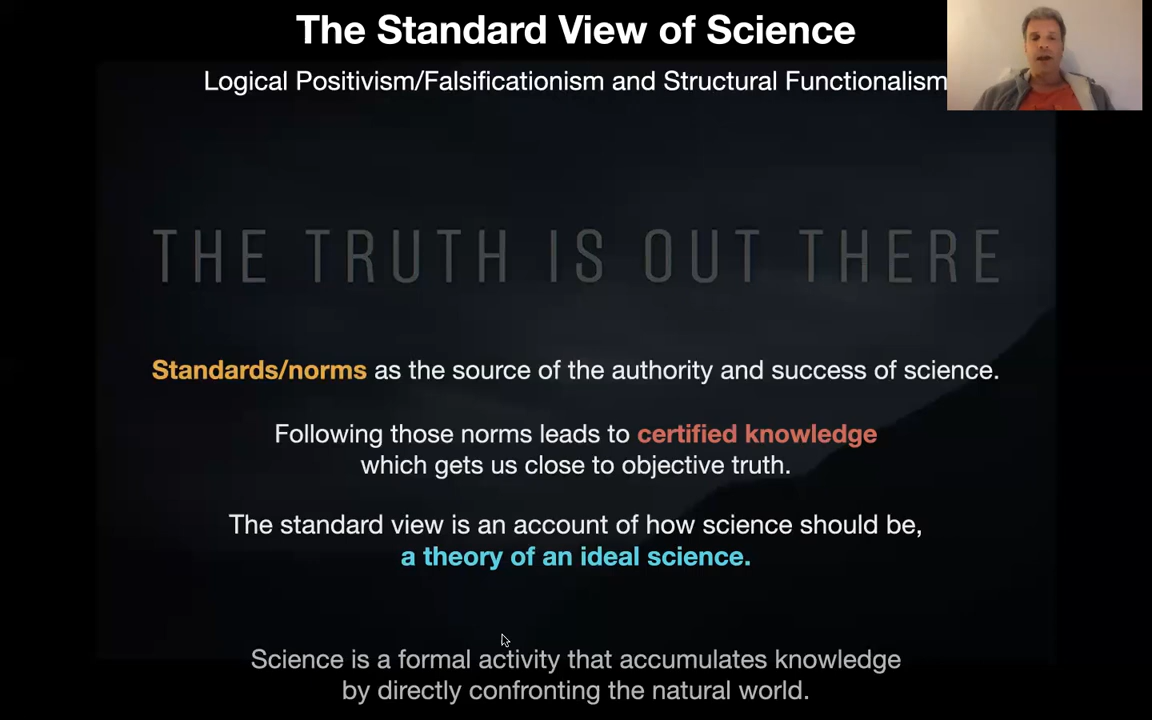 The Standard View of Science
Logical Positivism/Falsificationism and Structural Functionalism
THE TRUTH IS OUT THERE
Standards/norms as the source of the authority and success of science.
Following those norms leads to certified knowledge
which gets us close to objective truth.
The standard view is an account of how science should be,
a theory of an ideal science.
Science is a formal activity that accumulates knowledge
by directly confronting the natural world.